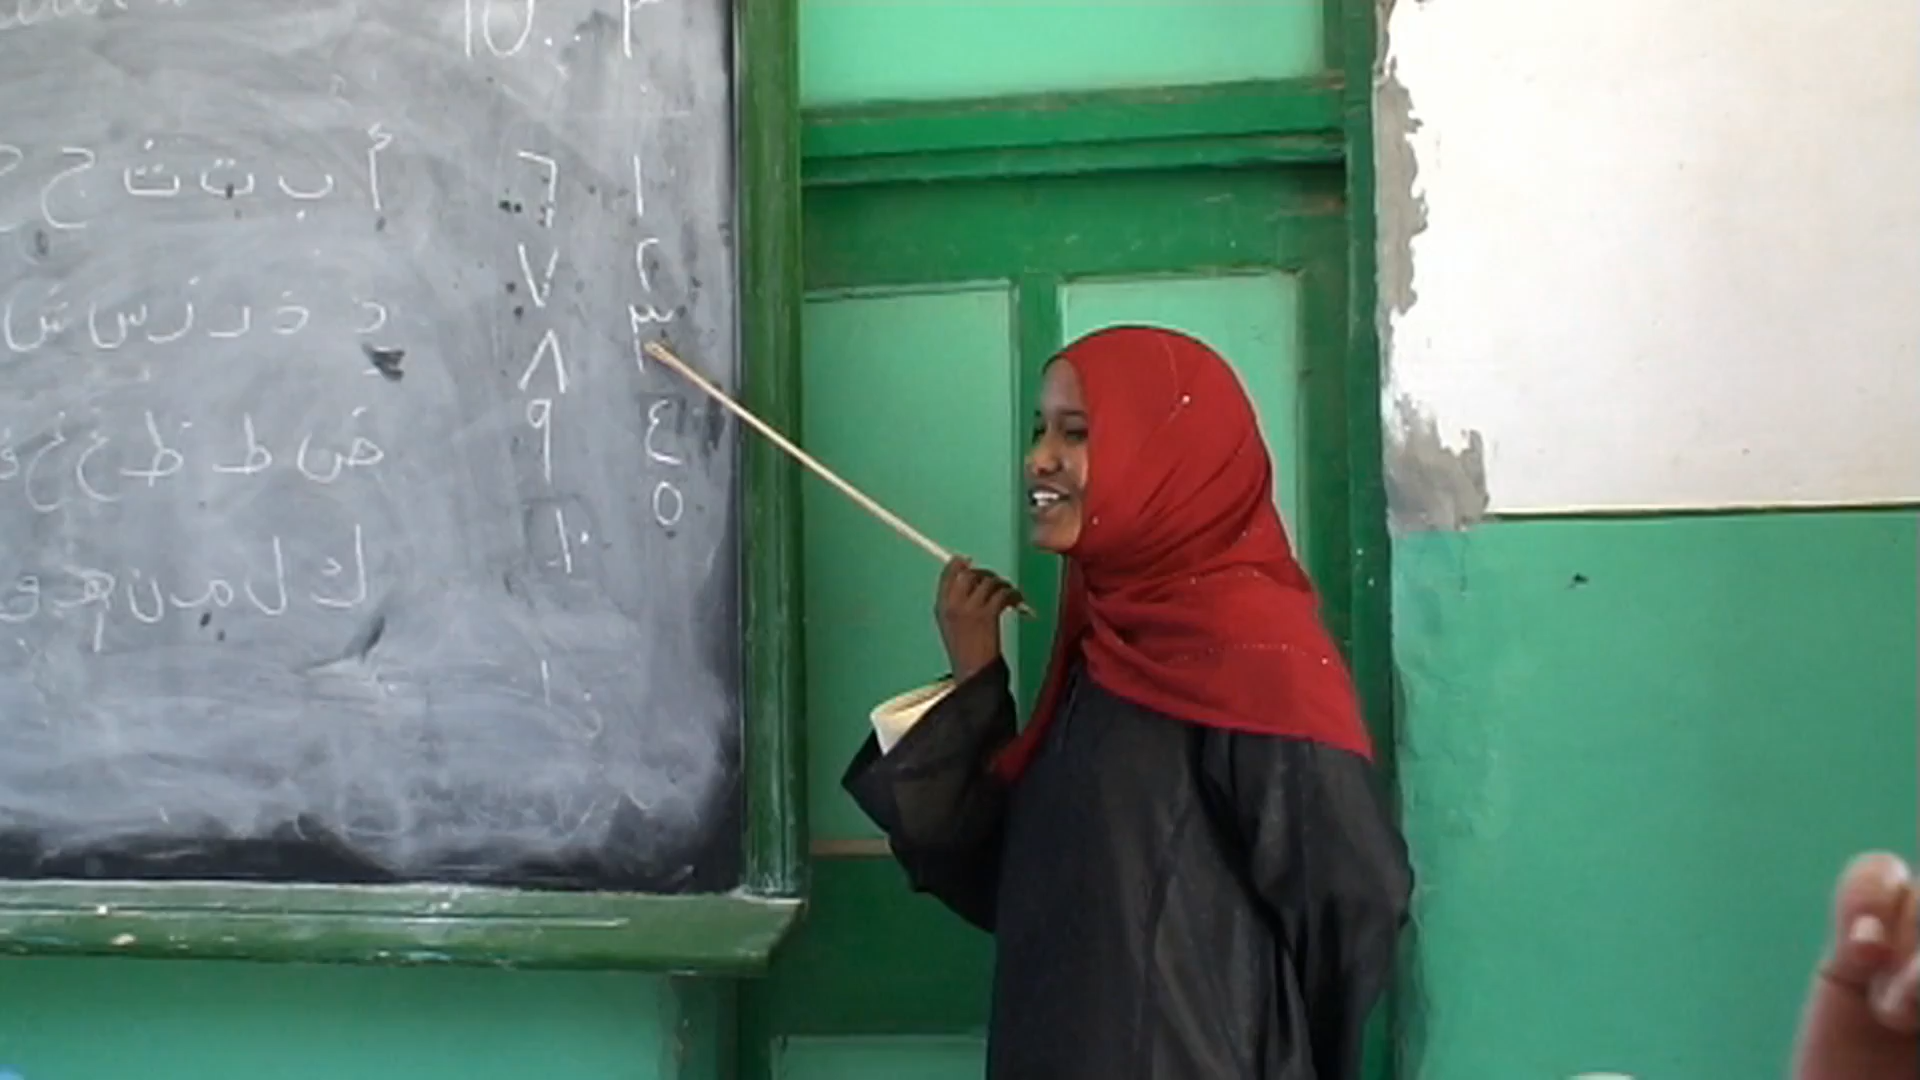 ١ ٦
٢ ٧
٣ ٨
٤ ٩
٥ ١٠
أ ب ت ث ج ح
د ذ ر ز س ش
ض ط ظ ع غ ف
ك ل م ن هـ و